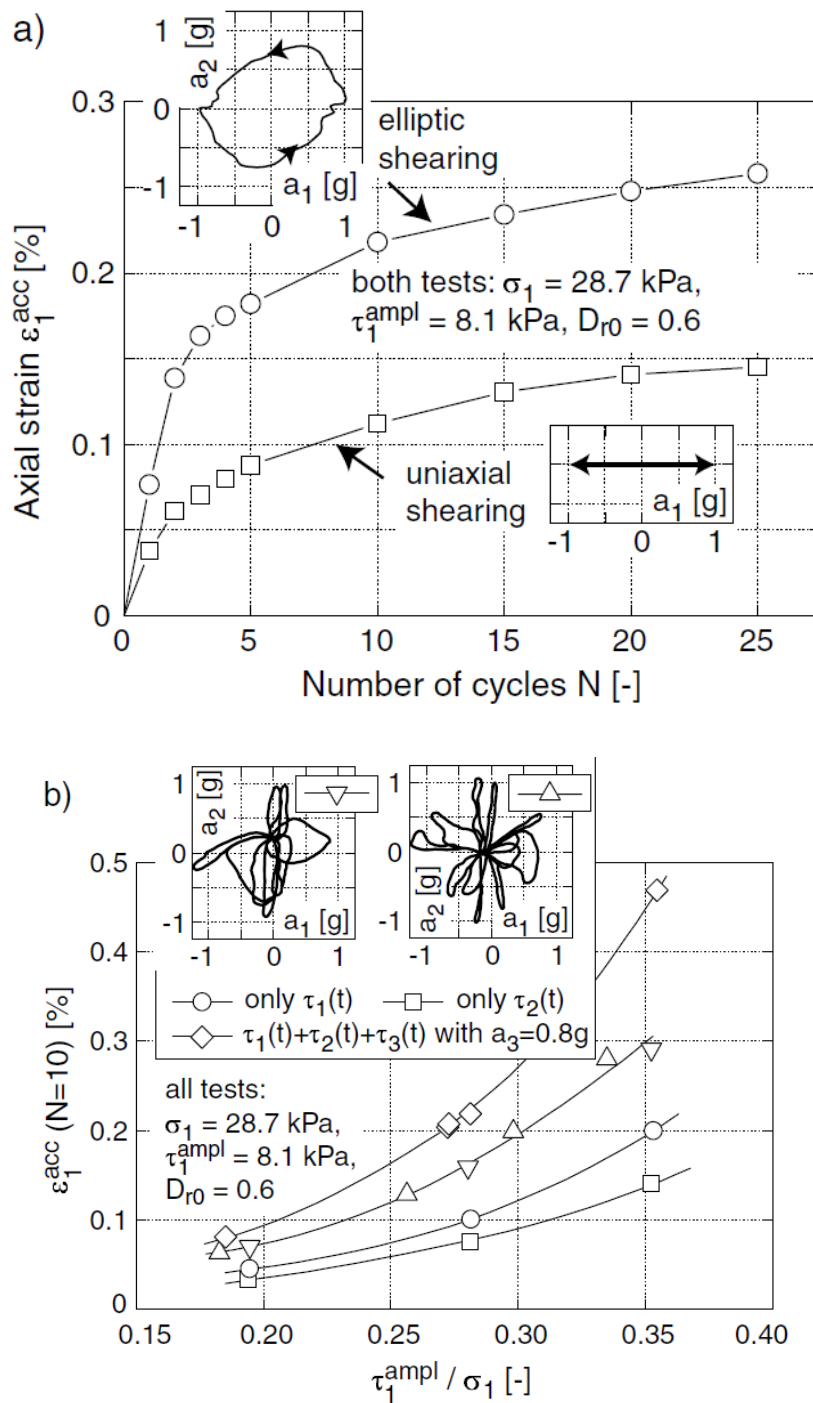 a)
a₂ [g]
1
0
-1
a₁ [g]
-1 0 1
elliptic
shearing
both tests: σ₁ = 28.7 kPa,
τ₁ᵃᵐᵖˡ = 8.1 kPa, Dᵣ₀ = 0.6
uniaxial
shearing
a₁ [g]
-1 0 1
Axial strain ε₁ᵃᶜᶜ [%]
0.3
0.2
0.1
0
0 5 10 15 20 25
Number of cycles N [-]
b)
a₂ [g]
1
0
-1
a₁ [g]
-1 0 1
a₂ [g]
1
0
-1
a₁ [g]
-1 0 1
only τ₁(t) only τ₂(t)
τ₁(t)+τ₂(t)+τ₃(t) with a₃=0.8g
all tests:
σ₁ = 28.7 kPa,
τ₁ᵃᵐᵖˡ = 8.1 kPa,
Dᵣ₀ = 0.6
ε₁ᵃᶜᶜ (N=10) [%]
0.5
0.4
0.3
0.2
0.1
0
0.15 0.20 0.25 0.30 0.35 0.40
τ₁ᵃᵐᵖˡ / σ₁ [-]